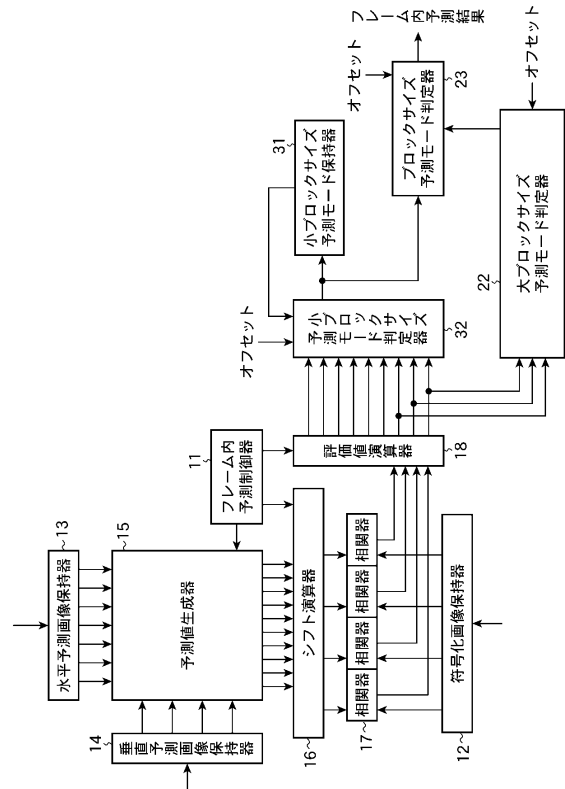 13
水平予測画像保持器
14
垂直予測画像保持器
15
予測値生成器
11
フレーム内
予測制御器
16
シフト演算器
17
相関器
相関器
相関器
相関器
12
符号化画像保持器
18
評価値演算器
オフセット
小ブロックサイズ
予測モード判定器
32
31
小ブロックサイズ
予測モード保持器
オフセット
ブロックサイズ
予測モード判定器
23
フレーム内
予測結果
22
大ブロックサイズ
予測モード判定器
オフセット